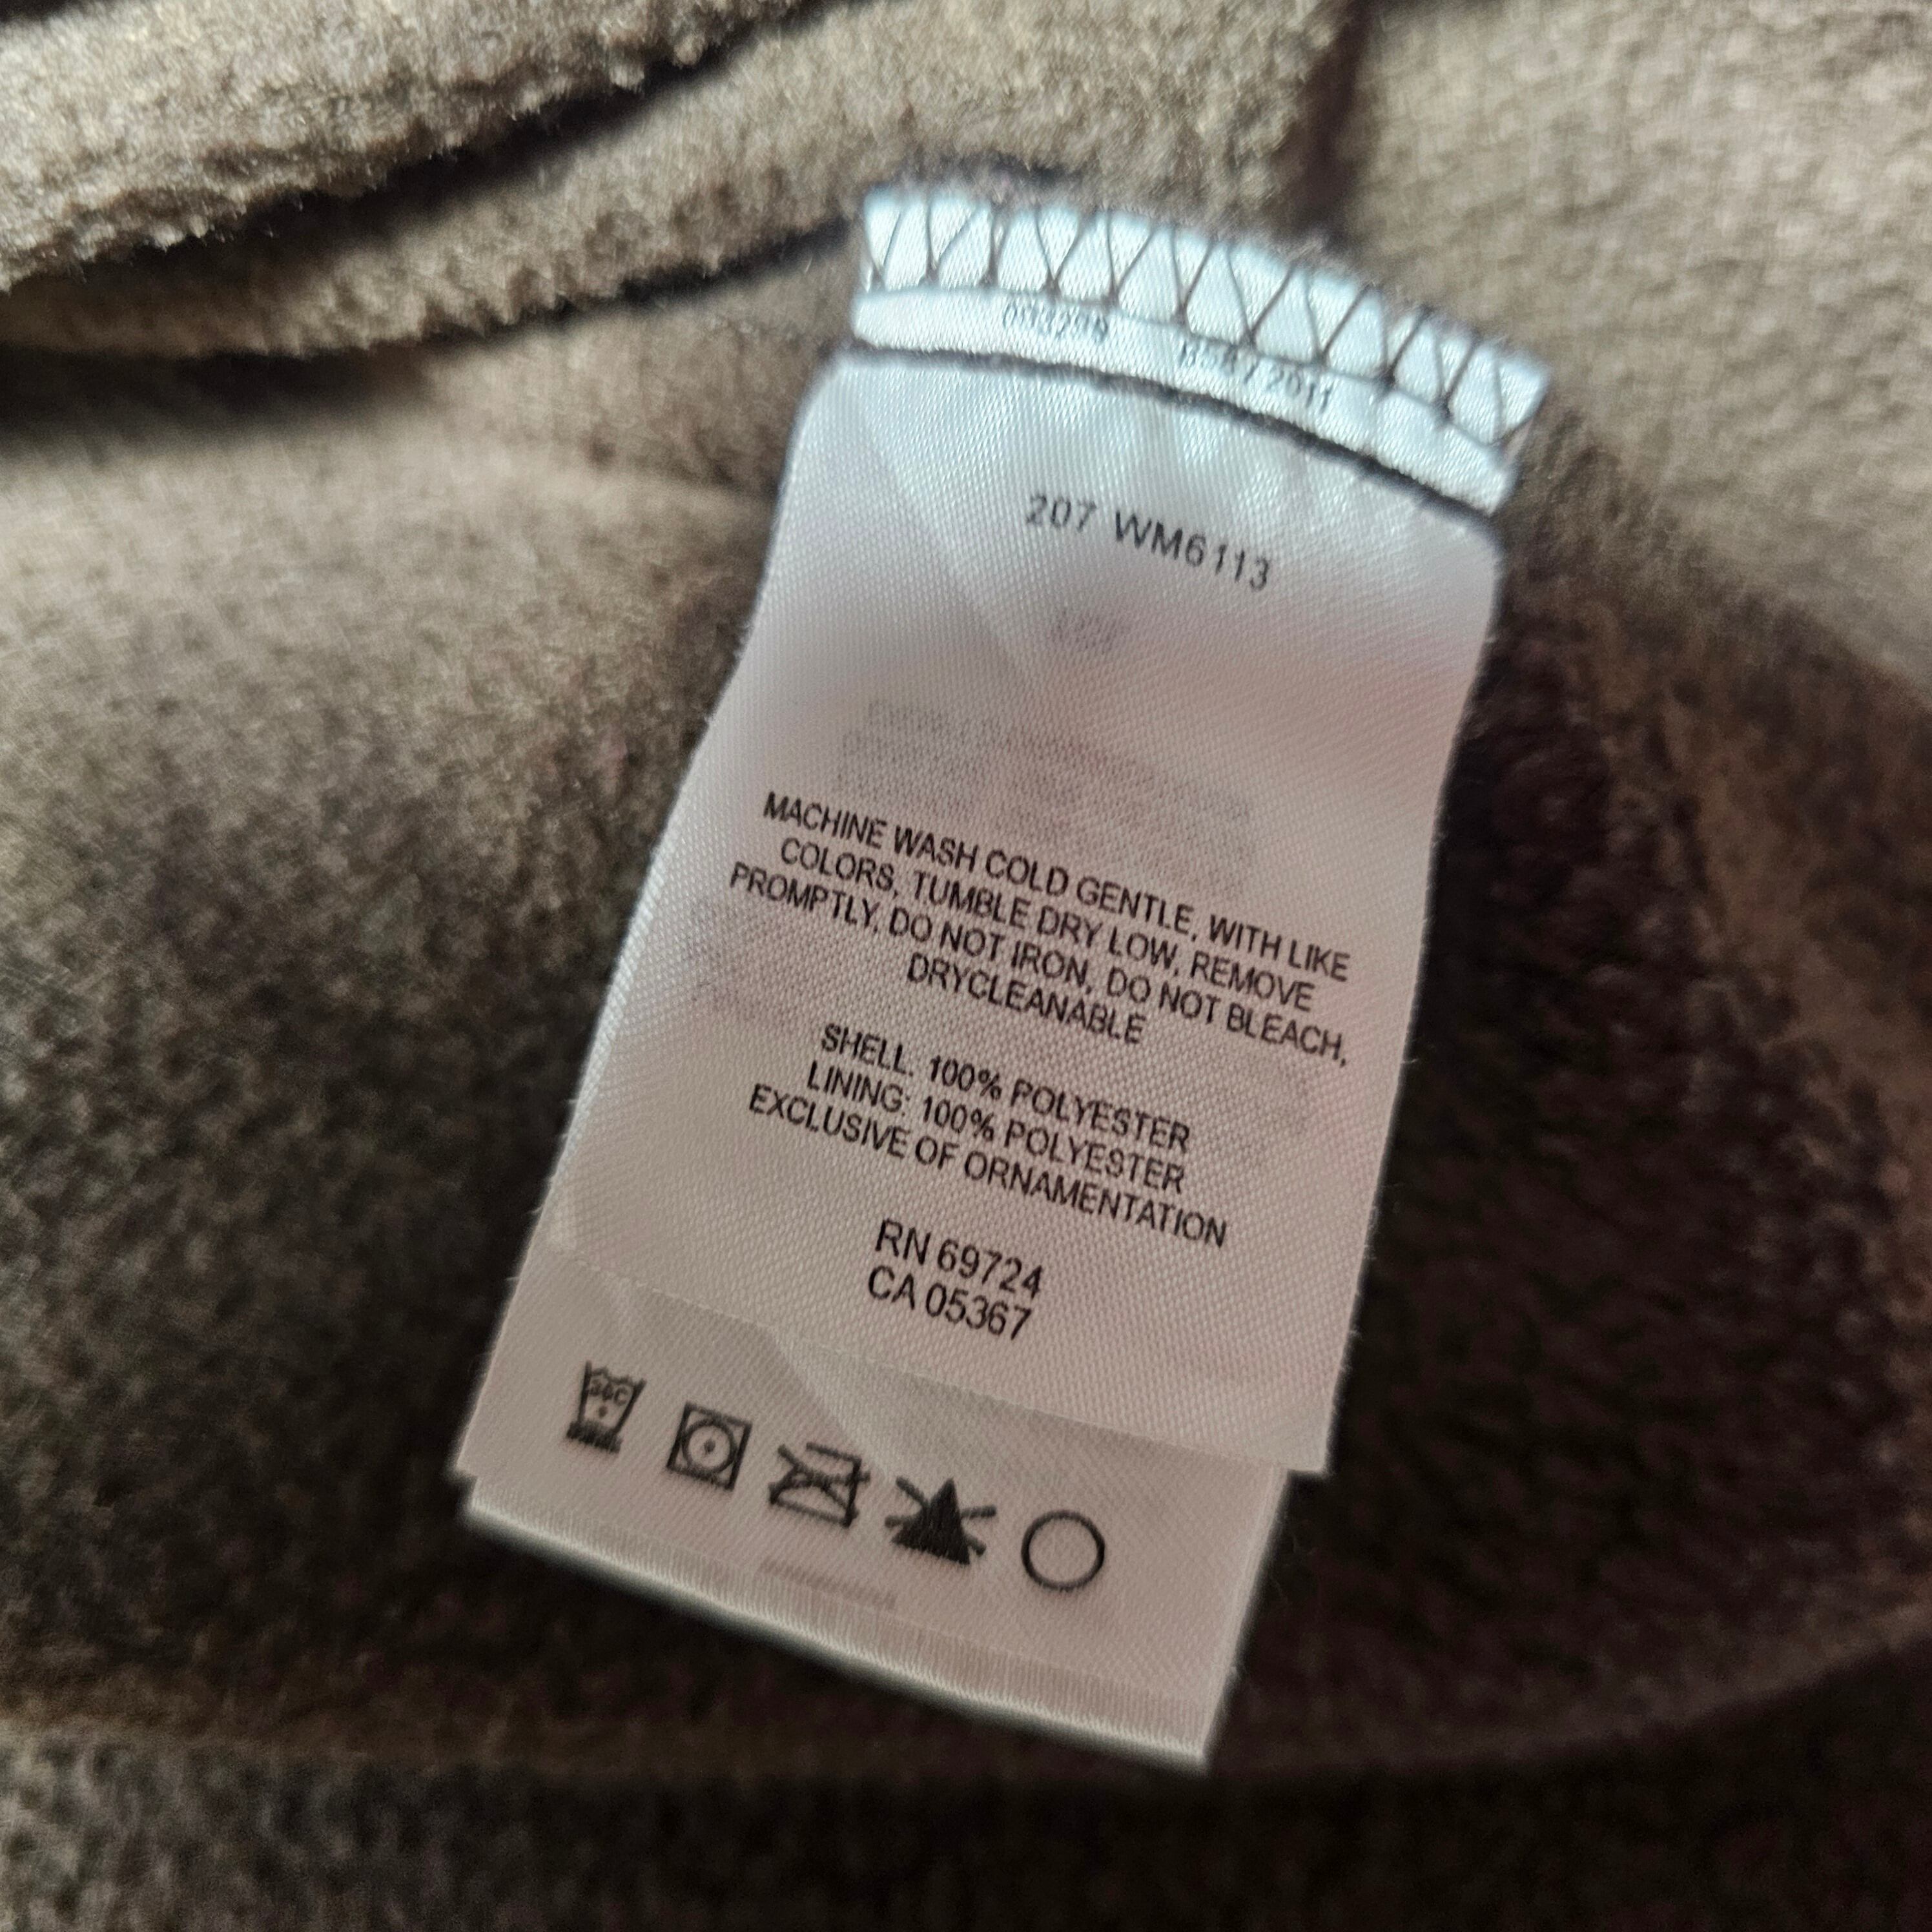 207 WM6113
MACHINE WASH COLD GENTLE, WITH LIKE
COLORS, TUMBLE DRY LOW, REMOVE
PROMPTLY, DO NOT IRON, DO NOT BLEACH,
DRYCLEANABLE
SHELL: 100% POLYESTER
LINING: 100% POLYESTER
EXCLUSIVE OF ORNAMENTATION
RN 69724
CA 05367